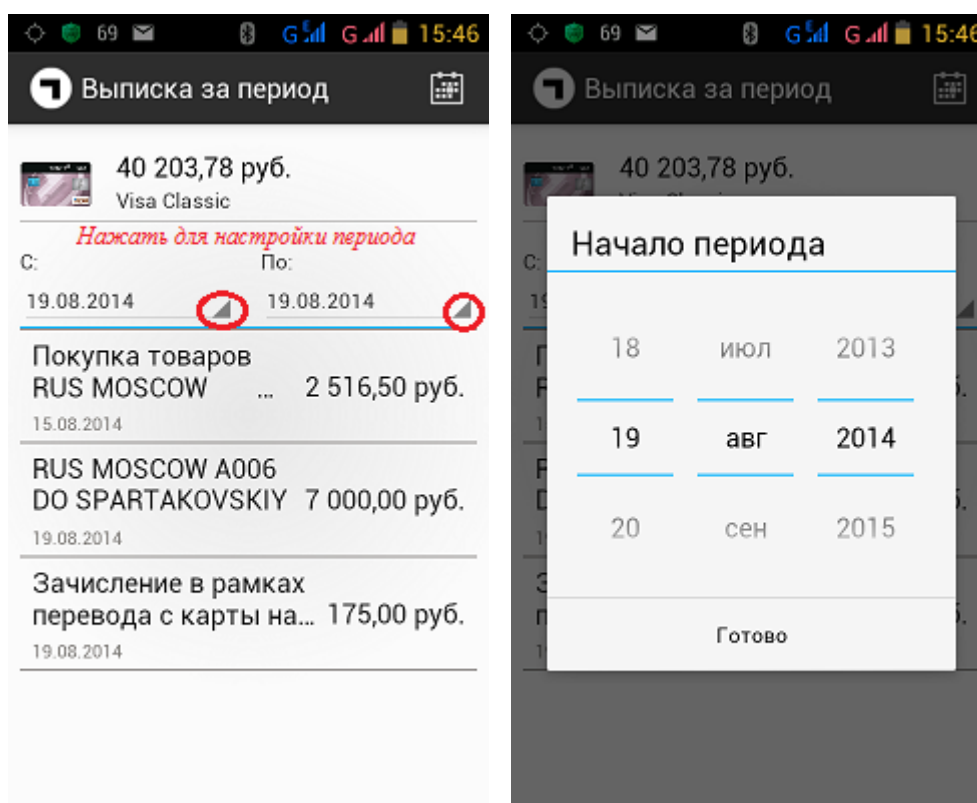 69 15:46
Выписка за период
40 203,78 руб.
Visa Classic
Нажать для настройки периода
С: По:
19.08.2014 19.08.2014
Покупка товаров
RUS MOSCOW ... 2 516,50 руб.
15.08.2014
RUS MOSCOW A006
DO SPARTAKOVSKIY 7 000,00 руб.
19.08.2014
Зачисление в рамках
перевода с карты на... 175,00 руб.
19.08.2014
69 15:46
Выписка за период
40 203,78 руб.
Начало периода
С:
18 июл 2013
19 авг 2014
20 сен 2015
Готово